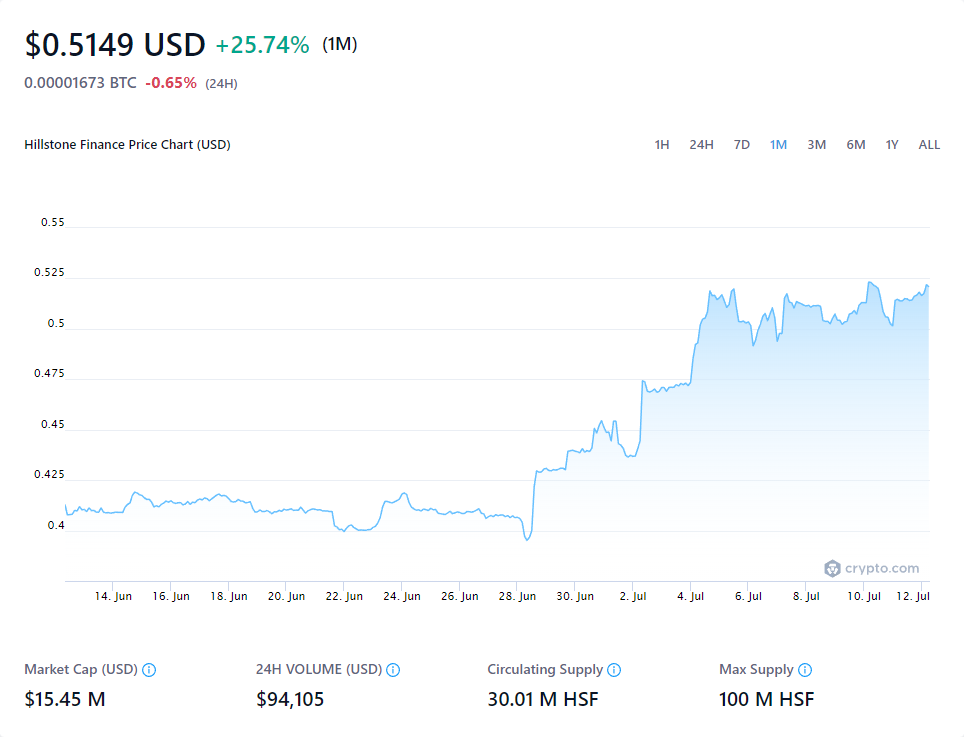 $0.5149 USD +25.74% (1M)
0.00001673 BTC -0.65% (24H)
Hillstone Finance Price Chart (USD)
1H 24H 7D 1M 3M 6M 1Y ALL
0.55
0.525
0.5
0.475
0.45
0.425
0.4
crypto.com
14. Jun 16. Jun 18. Jun 20. Jun 22. Jun 24. Jun 26. Jun 28. Jun 30. Jun 2. Jul 4. Jul 6. Jul 8. Jul 10. Jul 12. Jul
Market Cap (USD) 24H VOLUME (USD) Circulating Supply Max Supply
$15.45 M $94,105 30.01 M HSF 100 M HSF